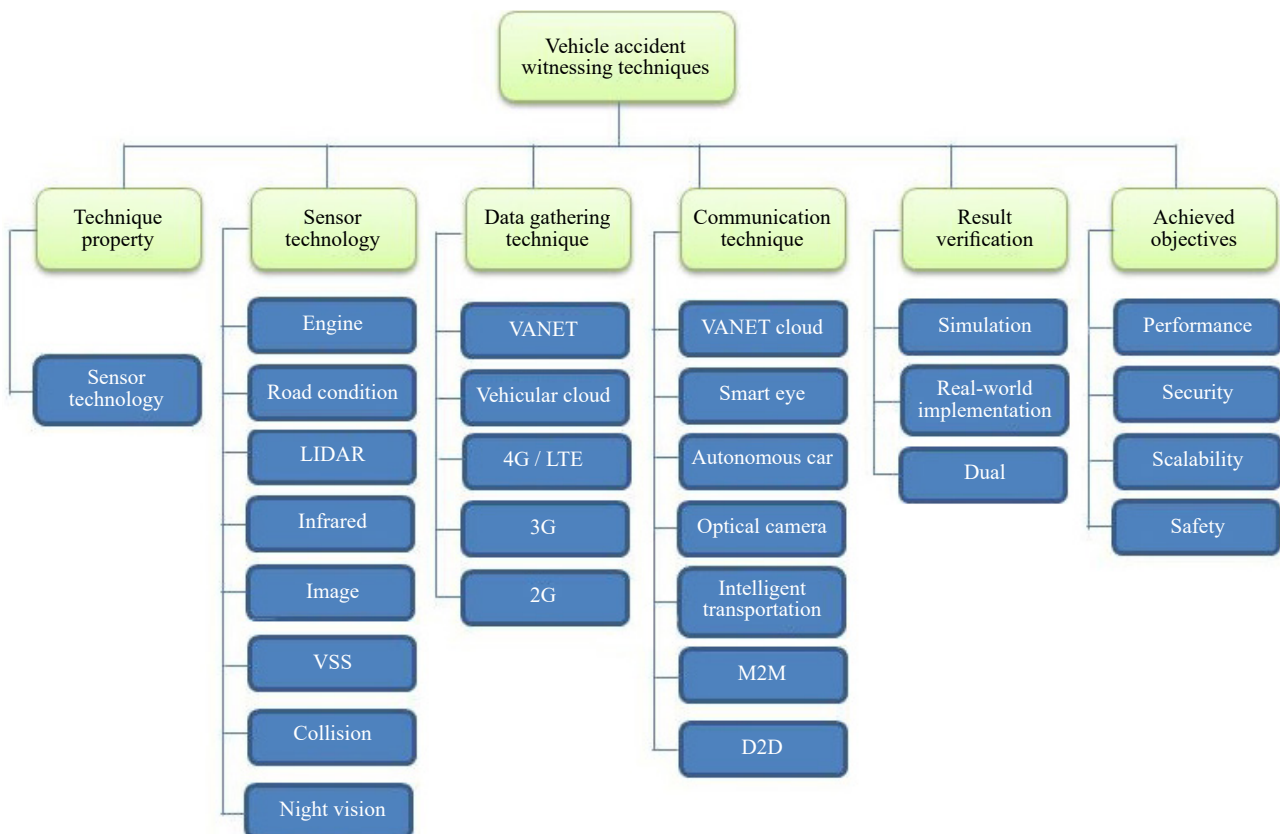 Vehicle accident
witnessing techniques
Technique
property
Sensor
technology
Sensor
technology
Engine
Road condition
LIDAR
Infrared
Image
VSS
Collision
Night vision
Data gathering
technique
VANET
Vehicular cloud
4G / LTE
3G
2G
Communication
technique
VANET cloud
Smart eye
Autonomous car
Optical camera
Intelligent
transportation
M2M
D2D
Result
verification
Simulation
Real-world
implementation
Dual
Achieved
objectives
Performance
Security
Scalability
Safety